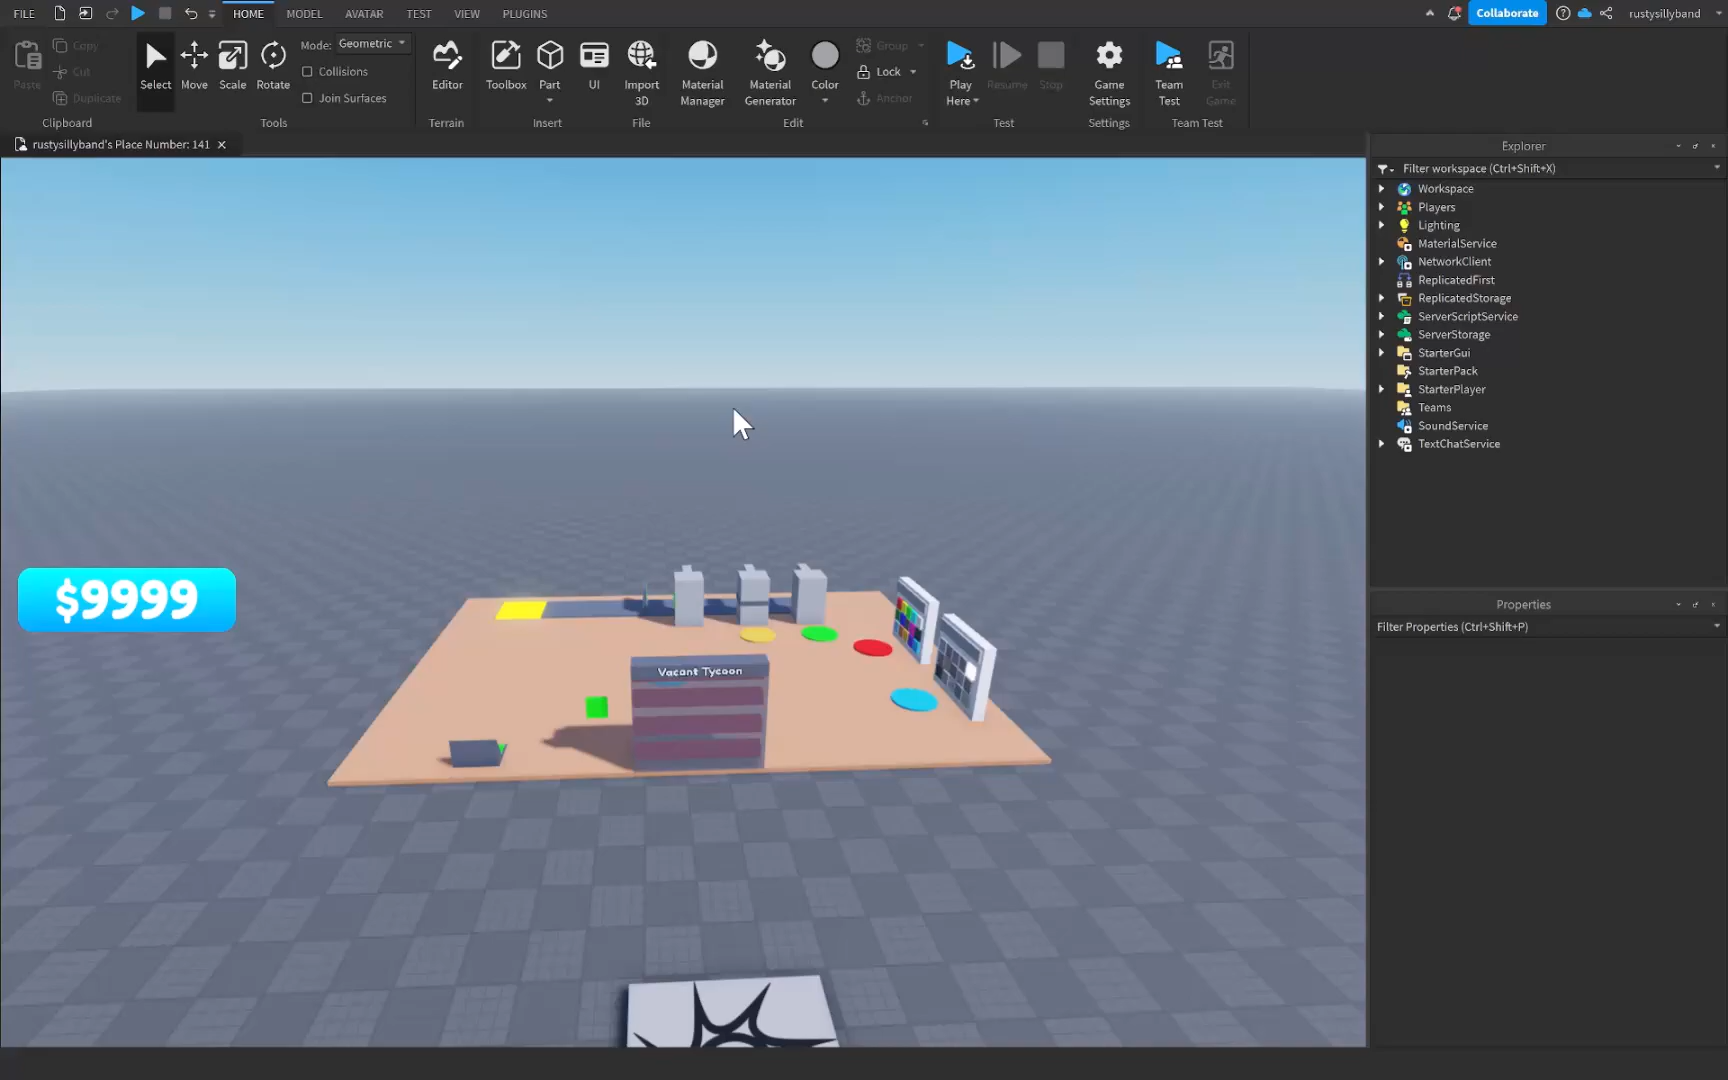 FILE HOME MODEL AVATAR TEST VIEW PLUGINS Collaborate rustysillyband
Paste Copy Cut Duplicate
Clipboard
Select Move Scale Rotate
Mode: Geometric
Collisions
Join Surfaces
Tools
Editor
Terrain
Toolbox Part UI
Insert
Import 3D
File
Material Manager Material Generator Color
Group
Lock
Anchor
Edit
Play Here Resume Stop
Test
Game Settings
Settings
Team Test Exit Game
Team Test
rustysillyband's Place Number: 141
$9999
Vacant Tycoon
Explorer
Filter workspace (Ctrl+Shift+X)
Workspace
Players
Lighting
MaterialService
NetworkClient
ReplicatedFirst
ReplicatedStorage
ServerScriptService
ServerStorage
StarterGui
StarterPack
StarterPlayer
Teams
SoundService
TextChatService
Properties
Filter Properties (Ctrl+Shift+P)